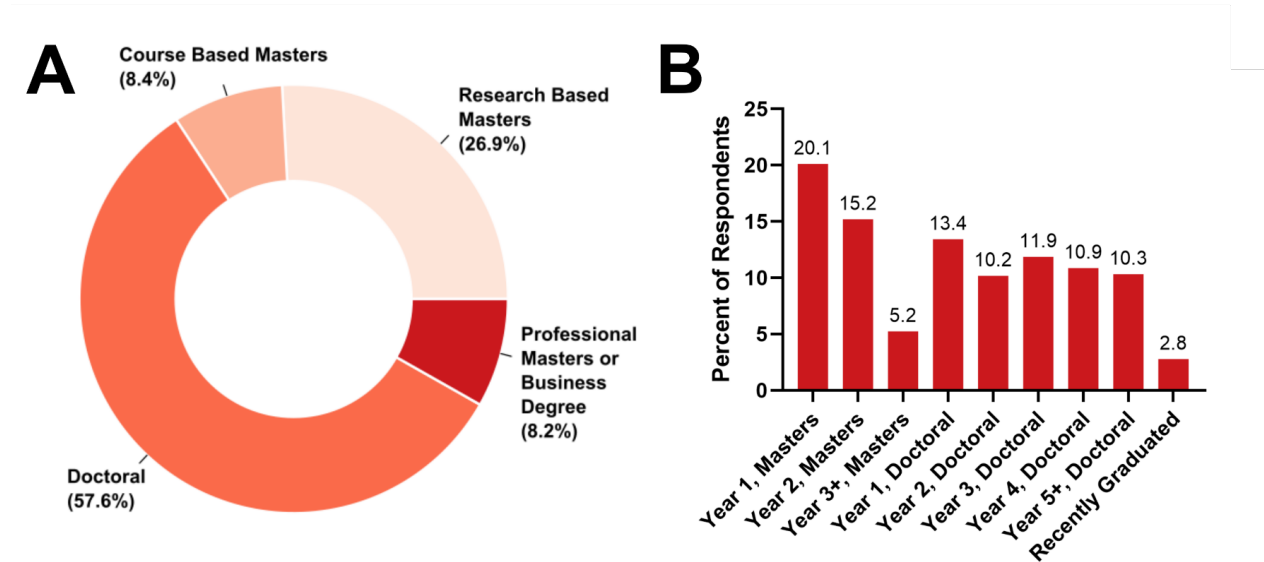 A
Course Based Masters
(8.4%)
Research Based
Masters
(26.9%)
Professional
Masters or
Business
Degree
(8.2%)
Doctoral
(57.6%)
B
Percent of Respondents
25
20
15
10
5
0
20.1
15.2
5.2
13.4
10.2
11.9
10.9
10.3
2.8
Year 1, Masters
Year 2, Masters
Year 3+, Masters
Year 1, Doctoral
Year 2, Doctoral
Year 3, Doctoral
Year 4, Doctoral
Year 5+, Doctoral
Recently Graduated